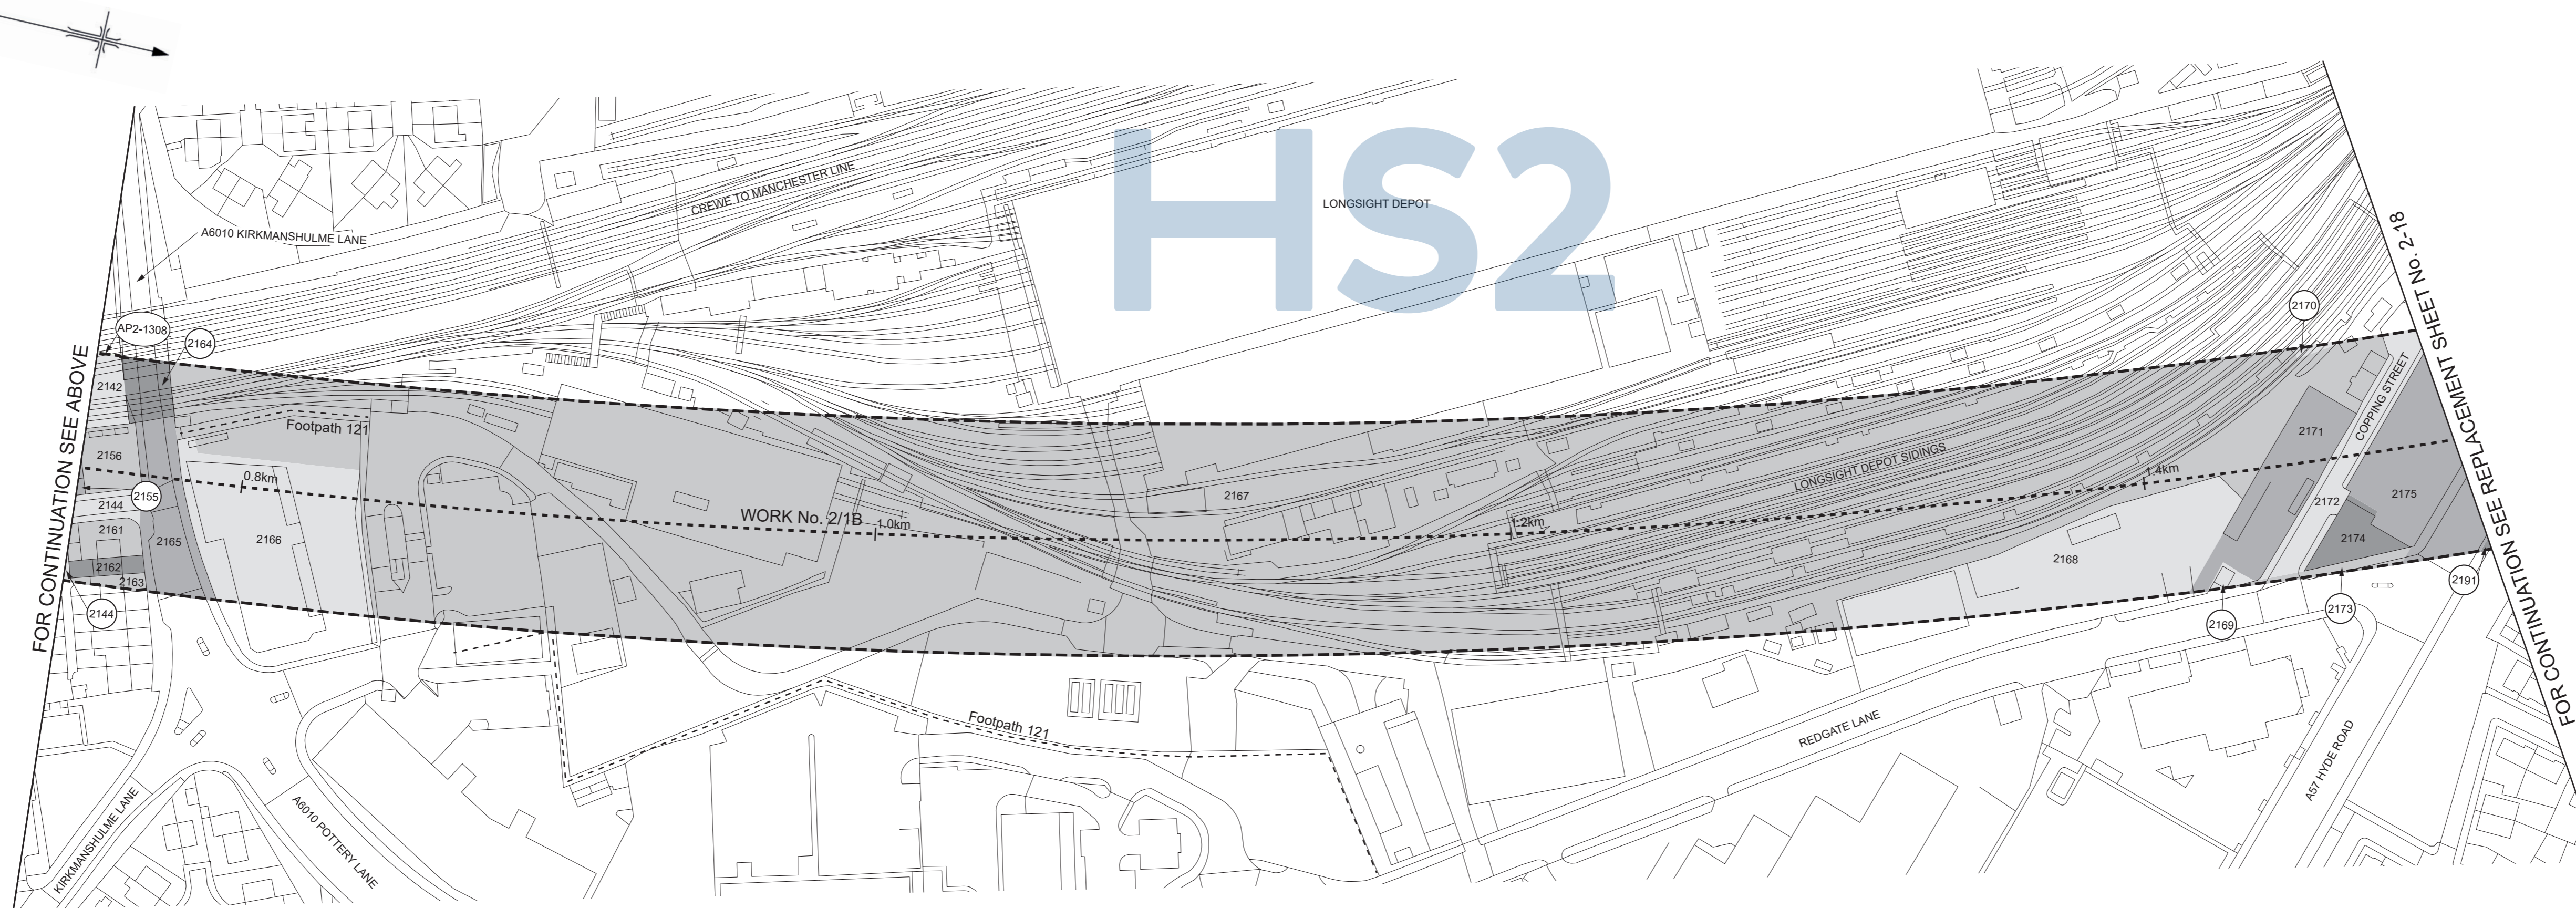 HS2
CREWE TO MANCHESTER LINE
LONGSIGHT DEPOT
A6010 KIRKMANSHULME LANE
AP2-1308
2164
2170
2142
FOR CONTINUATION SEE ABOVE
FOR CONTINUATION SEE REPLACEMENT SHEET No. 2-18
Footpath 121
COPPING STREET
2171
2156
0.8km
LONGSIGHT DEPOT SIDINGS
1.4km
2155
2167
2175
2144
2172
WORK No. 2/1B
1.0km
1.2km
2161
2165
2166
2174
2168
2162
2163
2191
2144
2169
2173
Footpath 121
REDGATE LANE
A57 HYDE ROAD
KIRKMANSHULME LANE
A6010 POTTERY LANE